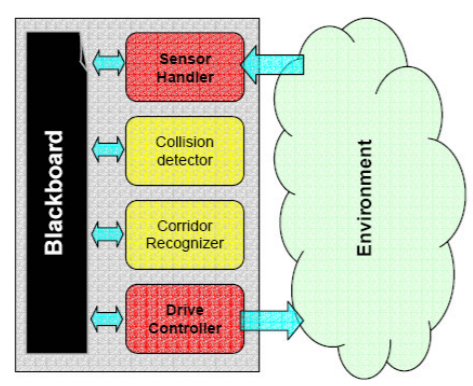 Blackboard
Sensor
Handler
Collision
detector
Corridor
Recognizer
Drive
Controller
Environment